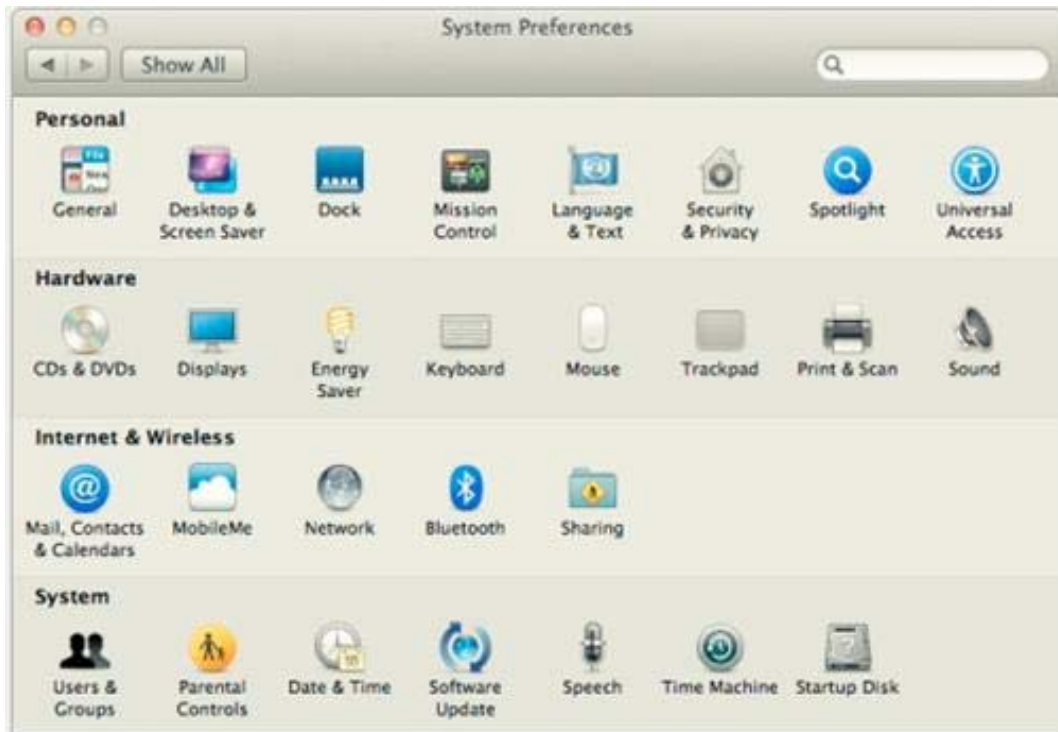 System Preferences
Show All
Personal
General
Desktop & Screen Saver
Dock
Mission Control
Language & Text
Security & Privacy
Spotlight
Universal Access
Hardware
CDs & DVDs
Displays
Energy Saver
Keyboard
Mouse
Trackpad
Print & Scan
Sound
Internet & Wireless
Mail, Contacts & Calendars
MobileMe
Network
Bluetooth
Sharing
System
Users & Groups
Parental Controls
Date & Time
Software Update
Speech
Time Machine
Startup Disk